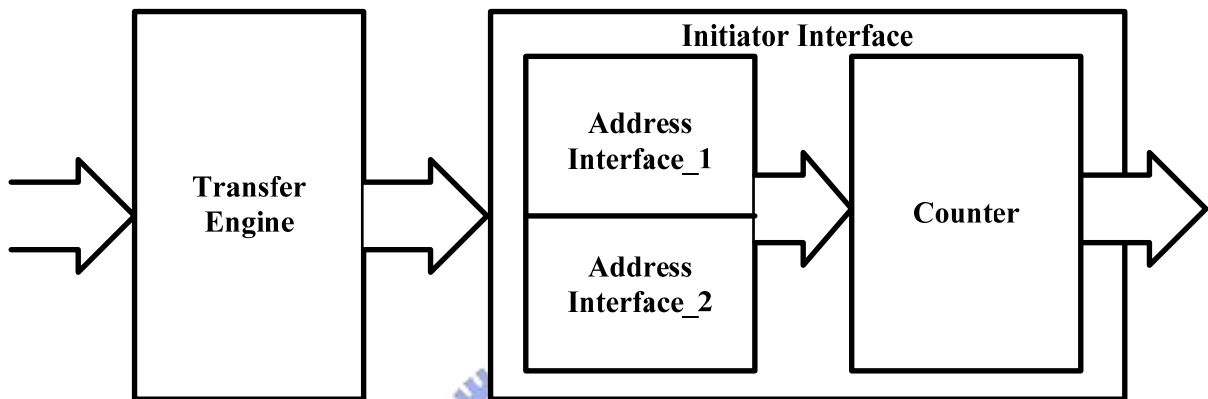 Initiator Interface
Transfer
Engine
Address
Interface_1
Address
Interface_2
Counter